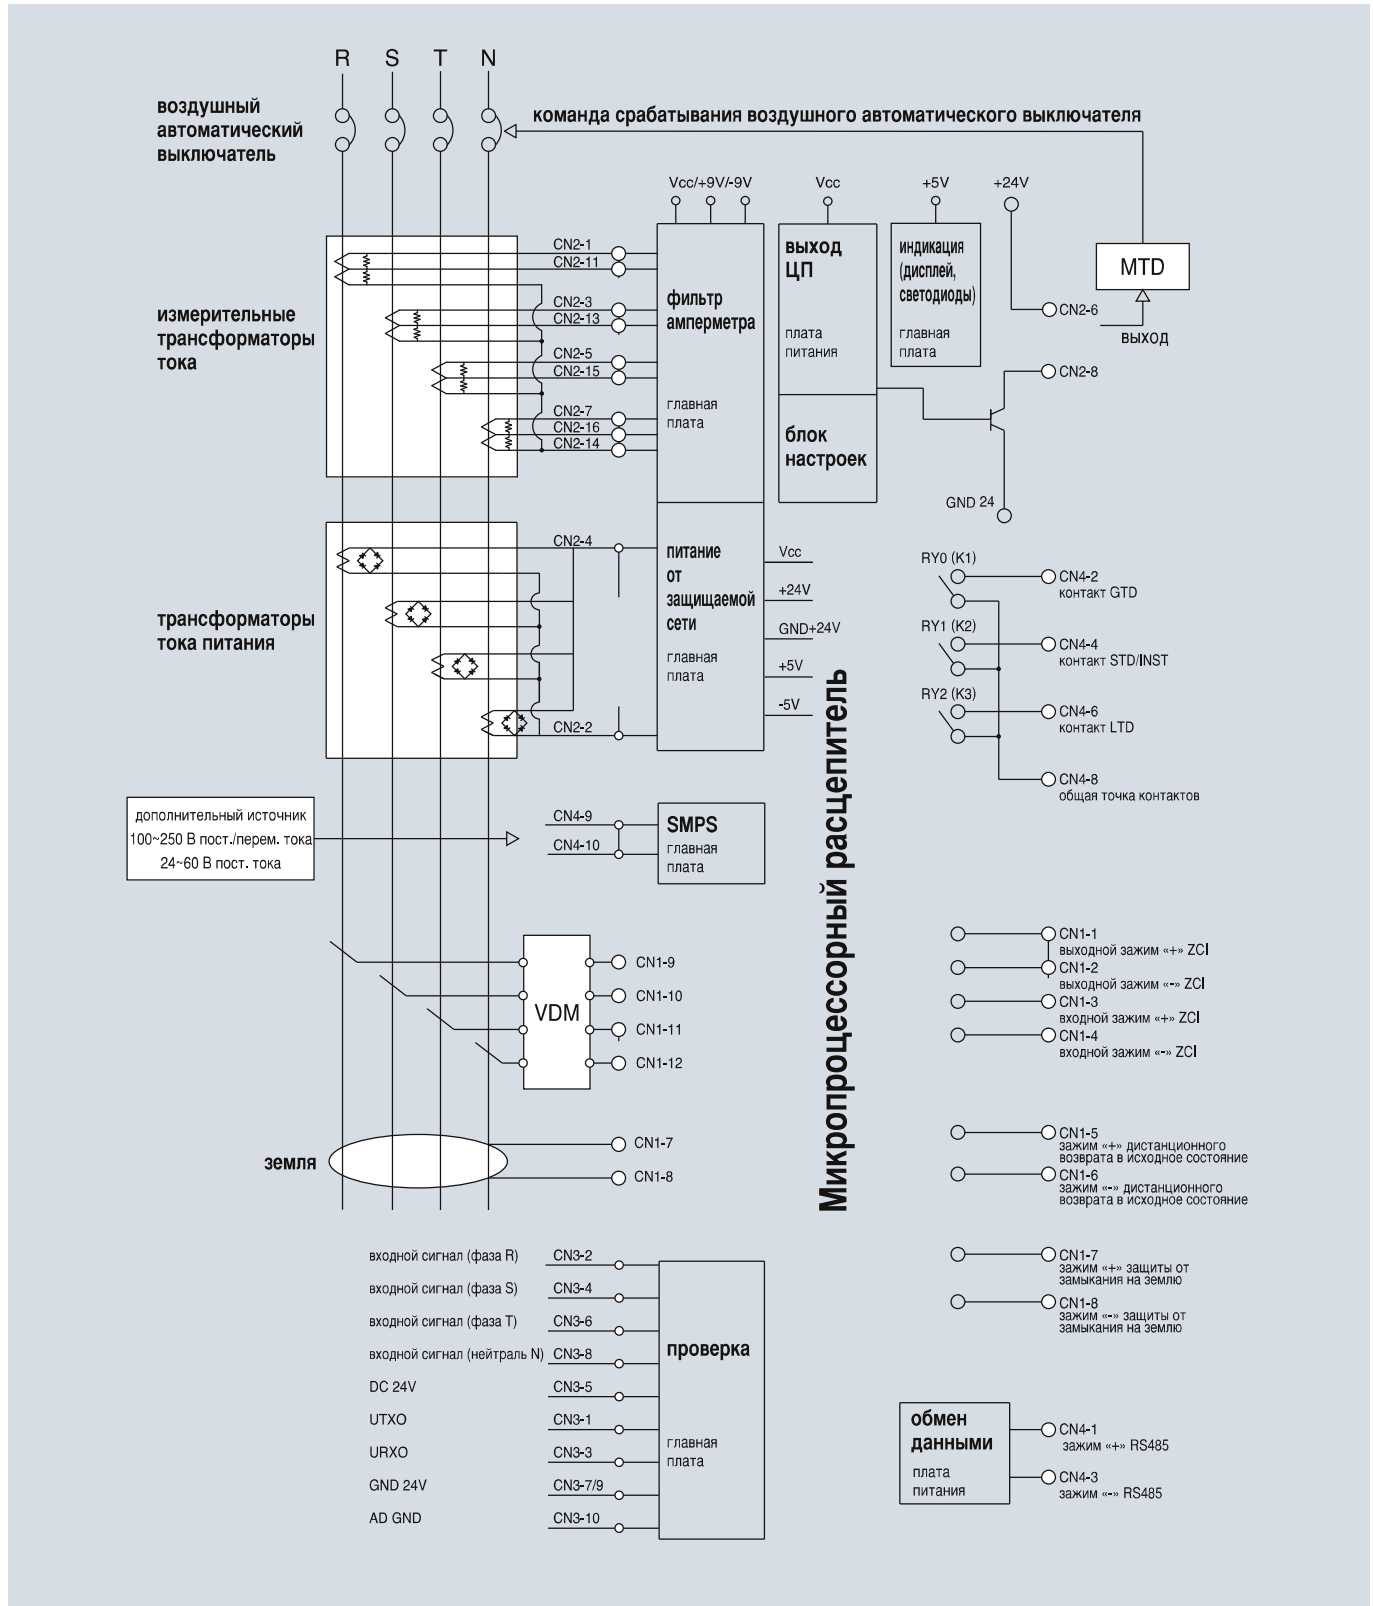 R S T N
воздушный
автоматический
выключатель
команда срабатывания воздушного автоматического выключателя
Vcc/+9V/-9V
Vcc
+5V
+24V
измерительные
трансформаторы
тока
CN2-1
CN2-11
CN2-3
CN2-13
CN2-5
CN2-15
CN2-7
CN2-16
CN2-14
фильтр
амперметра
главная
плата
выход
ЦП
плата
питания
блок
настроек
индикация
(дисплей,
светодиоды)
главная
плата
MTD
выход
CN2-6
CN2-8
GND 24
трансформаторы
тока питания
CN2-4
CN2-2
питание
от
защищаемой
сети
главная
плата
Vcc
+24V
GND+24V
+5V
-5V
Микропроцессорный расцепитель
RY0 (K1)
CN4-2
контакт GTD
RY1 (K2)
CN4-4
контакт STD/INST
RY2 (K3)
CN4-6
контакт LTD
CN4-8
общая точка контактов
дополнительный источник
100~250 В пост./перем. тока
24~60 В пост. тока
CN4-9
CN4-10
SMPS
главная
плата
VDM
CN1-9
CN1-10
CN1-11
CN1-12
CN1-1
выходной зажим «+» ZCI
CN1-2
выходной зажим «-» ZCI
CN1-3
входной зажим «+» ZCI
CN1-4
входной зажим «-» ZCI
земля
CN1-7
CN1-8
CN1-5
зажим «+» дистанционного
возврата в исходное состояние
CN1-6
зажим «-» дистанционного
возврата в исходное состояние
CN1-7
зажим «+» защиты от
замыкания на землю
CN1-8
зажим «-» защиты от
замыкания на землю
входной сигнал (фаза R) CN3-2
входной сигнал (фаза S) CN3-4
входной сигнал (фаза T) CN3-6
входной сигнал (нейтраль N) CN3-8
DC 24V CN3-5
UTXO CN3-1
URXO CN3-3
GND 24V CN3-7/9
AD GND CN3-10
проверка
главная
плата
обмен
данными
плата
питания
CN4-1
зажим «+» RS485
CN4-3
зажим «-» RS485